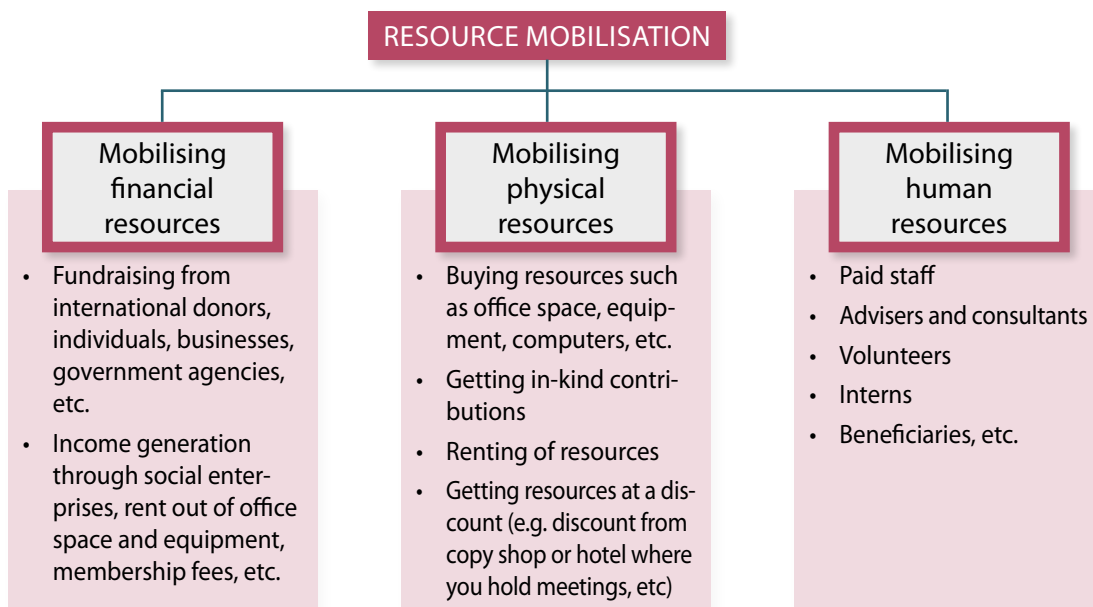 RESOURCE MOBILISATION
Mobilising
financial
resources
• Fundraising from
international donors,
individuals, businesses,
government agencies,
etc.
• Income generation
through social enter-
prises, rent out of office
space and equipment,
membership fees, etc.
Mobilising
physical
resources
• Buying resources such
as office space, equip-
ment, computers, etc.
• Getting in-kind contri-
butions
• Renting of resources
• Getting resources at a dis-
count (e.g. discount from
copy shop or hotel where
you hold meetings, etc)
Mobilising
human
resources
• Paid staff
• Advisers and consultants
• Volunteers
• Interns
• Beneficiaries, etc.